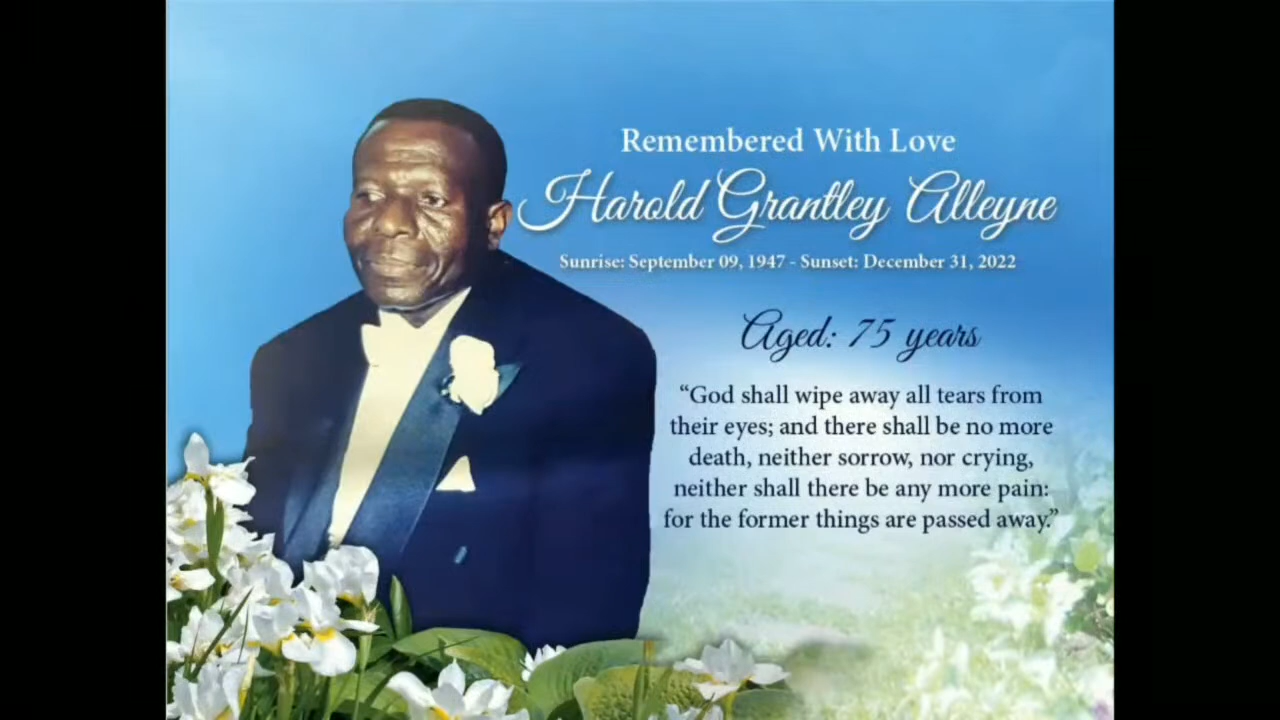 Remembered With Love
Harold Grantley Alleyne
Sunrise: September 09, 1947 - Sunset: December 31, 2022
Aged: 75 years
“God shall wipe away all tears from
their eyes; and there shall be no more
death, neither sorrow, nor crying,
neither shall there be any more pain:
for the former things are passed away.”